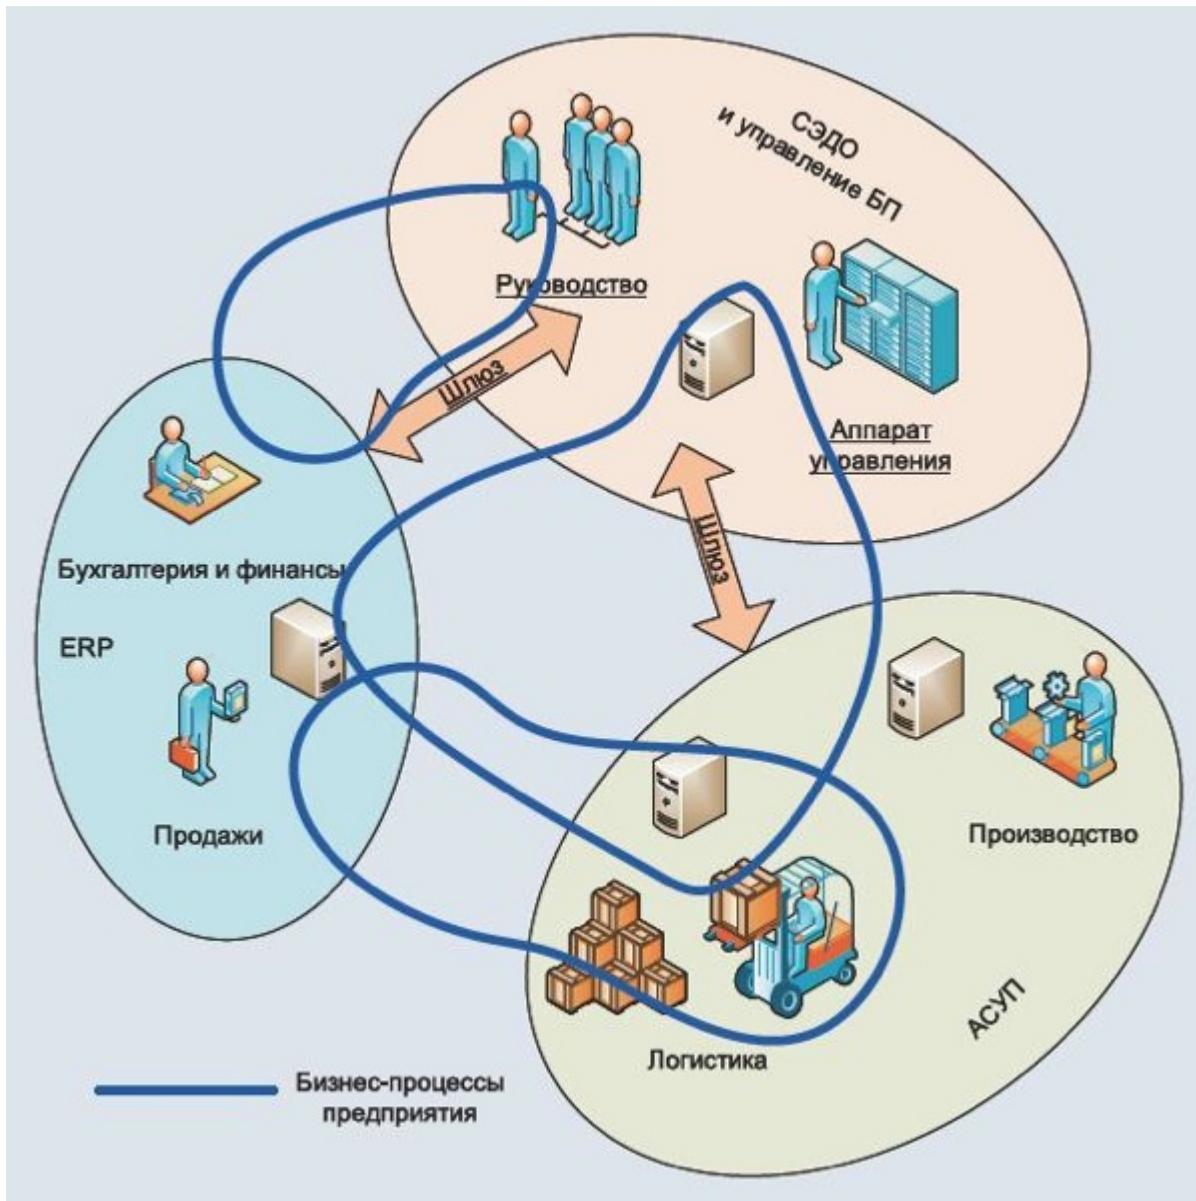 СЭДО
и управление БП
Руководство
Шлюз
Аппарат
управления
Шлюз
Бухгалтерия и финансы
ERP
Продажи
Производство
АСУП
Логистика
Бизнес-процессы
предприятия